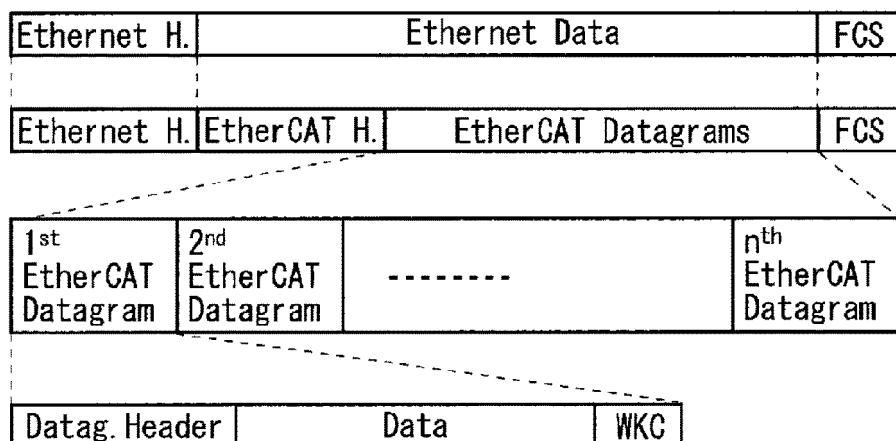 Ethernet H. Ethernet Data FCS
Ethernet H. EtherCAT H. EtherCAT Datagrams FCS
1st EtherCAT Datagram
2nd EtherCAT Datagram
--------
nth EtherCAT Datagram
Datag. Header Data WKC